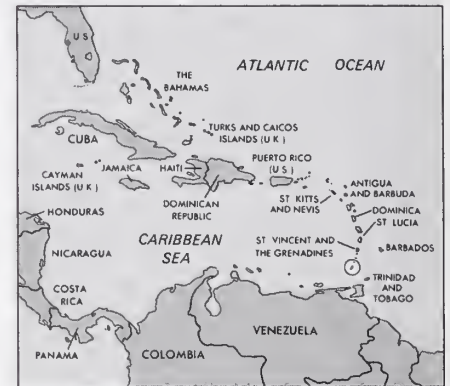 U S
ATLANTIC OCEAN
THE
BAHAMAS
TURKS AND CAICOS
ISLANDS (U K)
CUBA
PUERTO RICO
(U S)
CAYMAN
ISLANDS (U K)
JAMAICA
HAITI
DOMINICAN
REPUBLIC
ST KITTS
AND NEVIS
ANTIGUA
AND BARBUDA
DOMINICA
ST LUCIA
HONDURAS
CARIBBEAN
SEA
ST VINCENT AND
THE GRENADINES
BARBADOS
NICARAGUA
COSTA
RICA
TRINIDAD
AND
TOBAGO
VENEZUELA
PANAMA
COLOMBIA